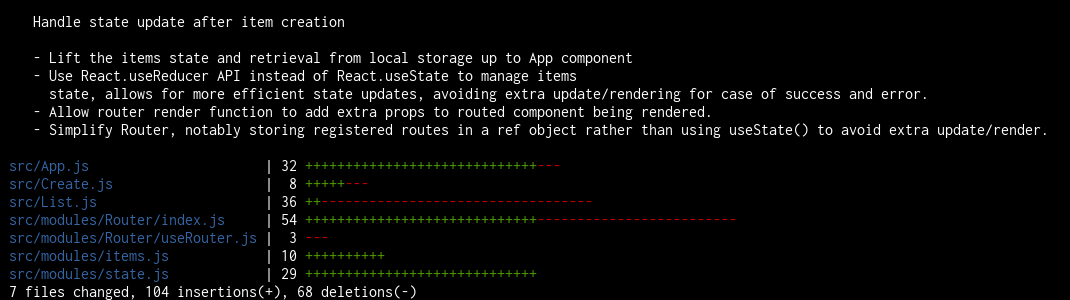 Handle state update after item creation
- Lift the items state and retrieval from local storage up to App component
- Use React.useReducer API instead of React.useState to manage items
state, allows for more efficient state updates, avoiding extra update/rendering for case of success and error.
- Allow router render function to add extra props to routed component being rendered.
- Simplify Router, notably storing registered routes in a ref object rather than using useState() to avoid extra update/render.
src/App.js | 32 +++++++++++++++++++++++++++++---
src/Create.js | 8 +++++---
src/List.js | 36 ++----------------------------------
src/modules/Router/index.js | 54 +++++++++++++++++++++++++++++-------------------------
src/modules/Router/useRouter.js | 3 ---
src/modules/items.js | 10 ++++++++++
src/modules/state.js | 29 +++++++++++++++++++++++++++++
7 files changed, 104 insertions(+), 68 deletions(-)